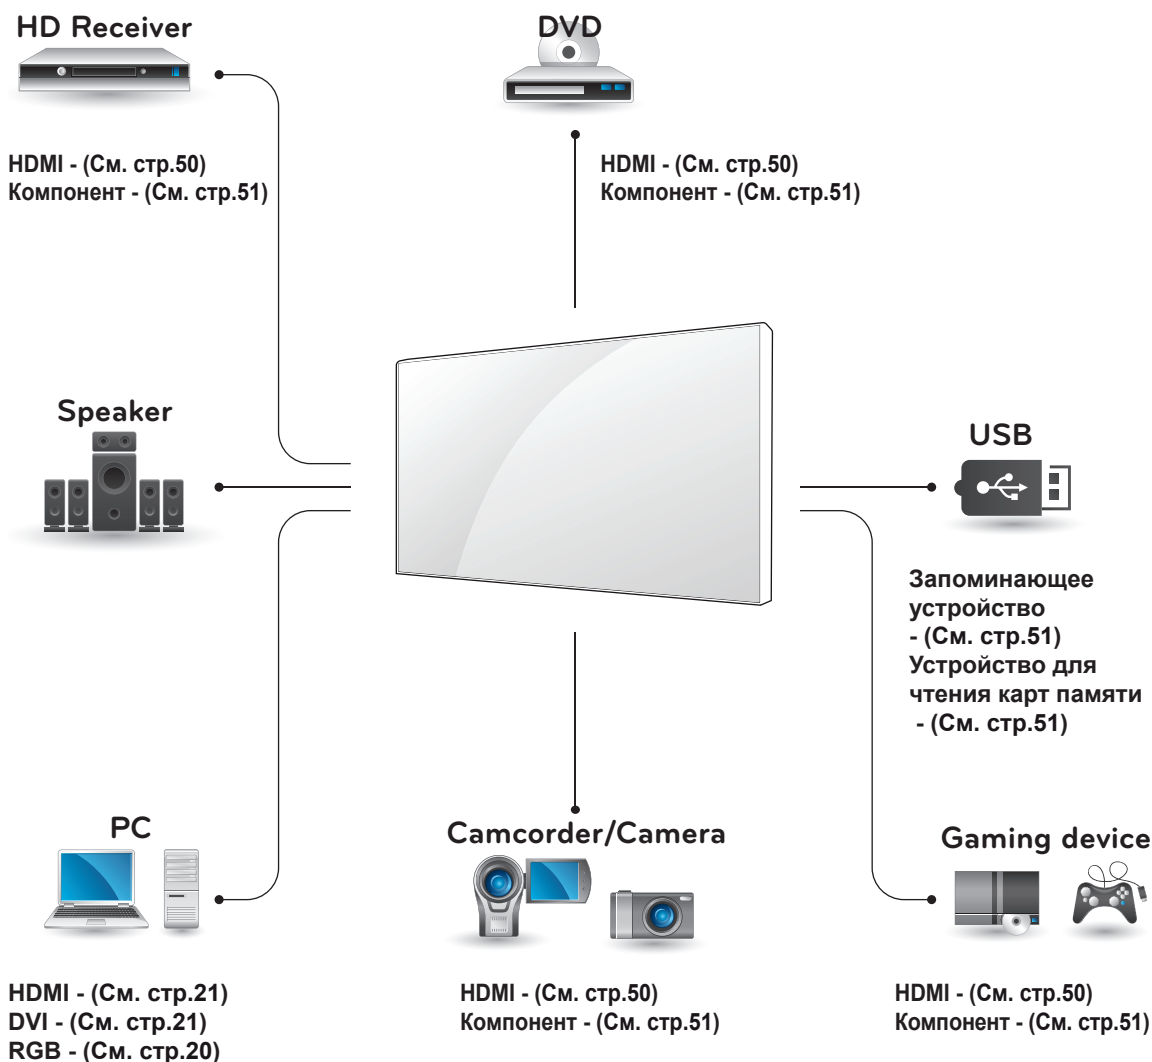 HD Receiver
HDMI - (См. стр.50)
Компонент - (См. стр.51)
DVD
HDMI - (См. стр.50)
Компонент - (См. стр.51)
Speaker
USB
Запоминающее
устройство
- (См. стр.51)
Устройство для
чтения карт памяти
- (См. стр.51)
PC
HDMI - (См. стр.21)
DVI - (См. стр.21)
RGB - (См. стр.20)
Camcorder/Camera
HDMI - (См. стр.50)
Компонент - (См. стр.51)
Gaming device
HDMI - (См. стр.50)
Компонент - (См. стр.51)